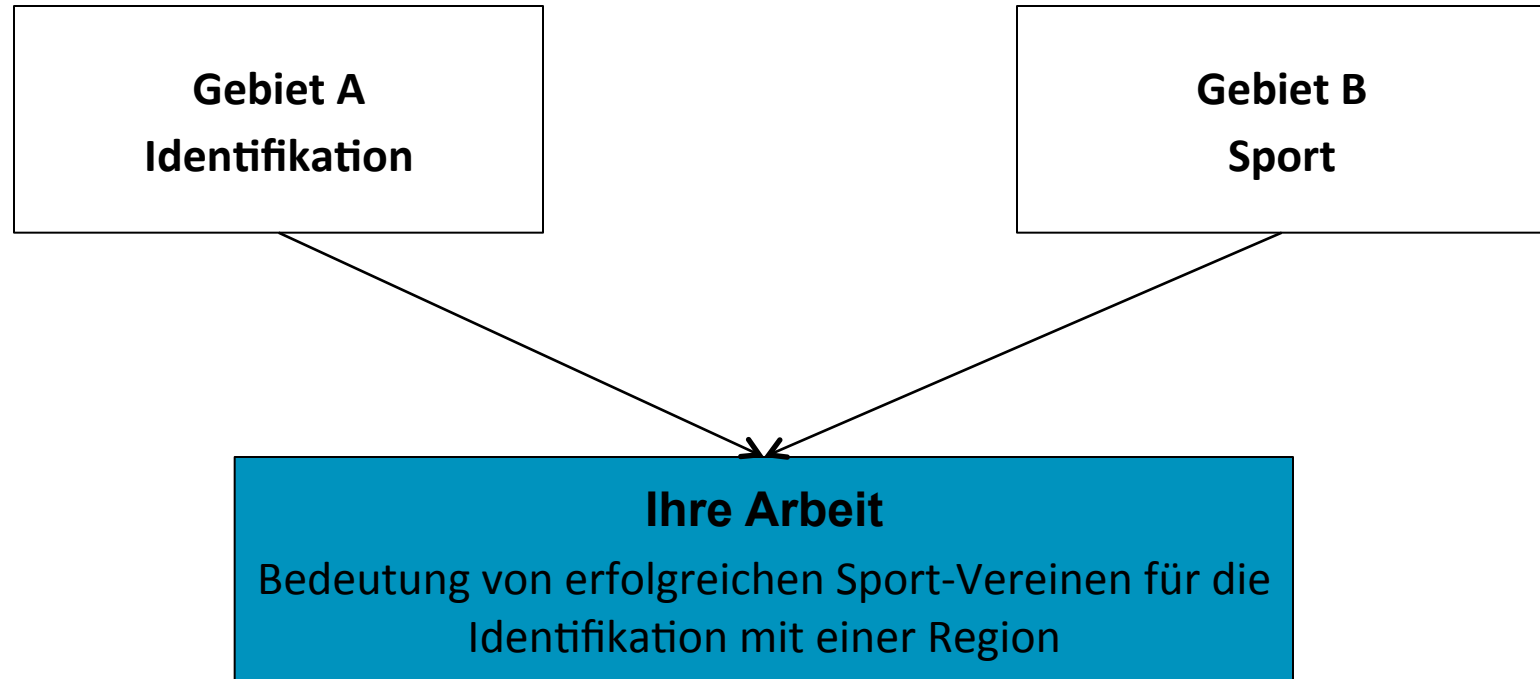 Gebiet A
Identifikation
Gebiet B
Sport
Ihre Arbeit
Bedeutung von erfolgreichen Sport-Vereinen für die
Identifikation mit einer Region